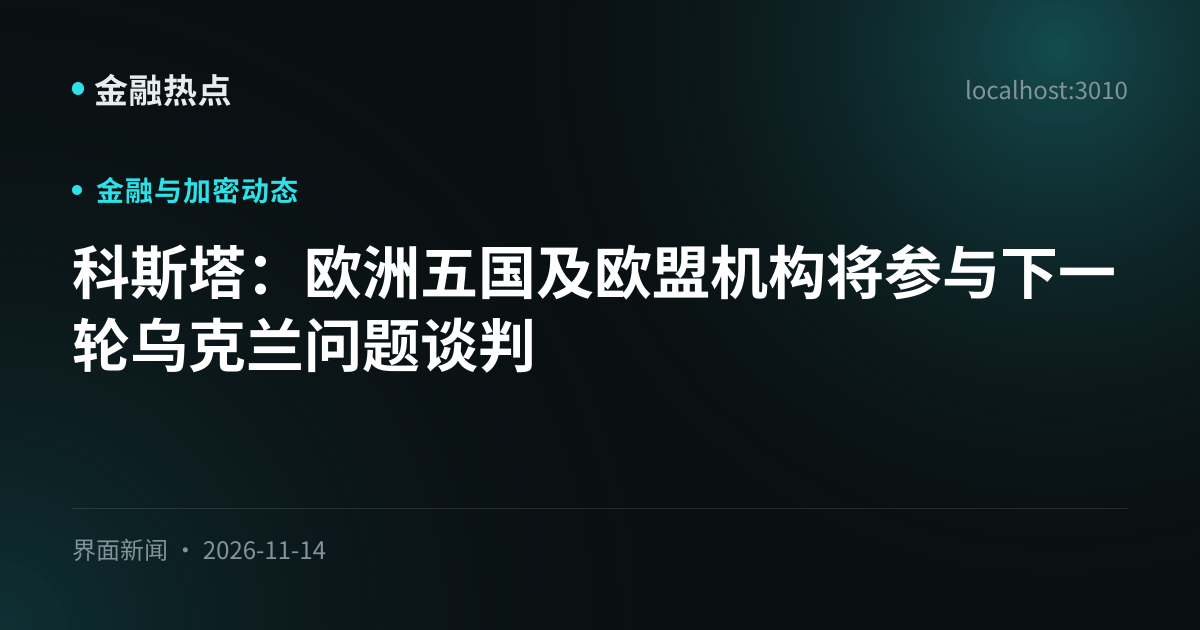 金融热点
localhost:3010
金融与加密动态
科斯塔：欧洲五国及欧盟机构将参与下一
轮乌克兰问题谈判
界面新闻 • 2026-11-14